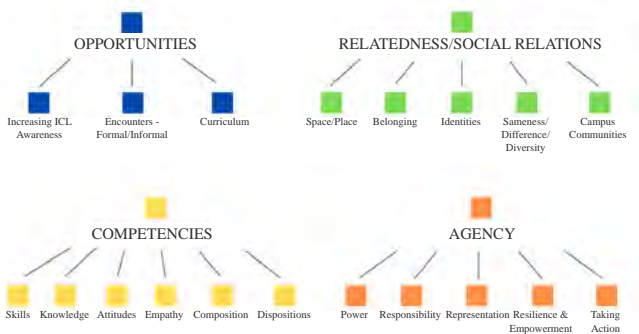 OPPORTUNITIES
Increasing ICL
Awareness
Encounters -
Formal/Informal
Curriculum
RELATEDNESS/SOCIAL RELATIONS
Space/Place
Belonging
Identities
Sameness/
Difference/
Diversity
Campus
Communities
COMPETENCIES
Skills
Knowledge
Attitudes
Empathy
Composition
Dispositions
AGENCY
Power
Responsibility
Representation
Resilience &
Empowerment
Taking
Action